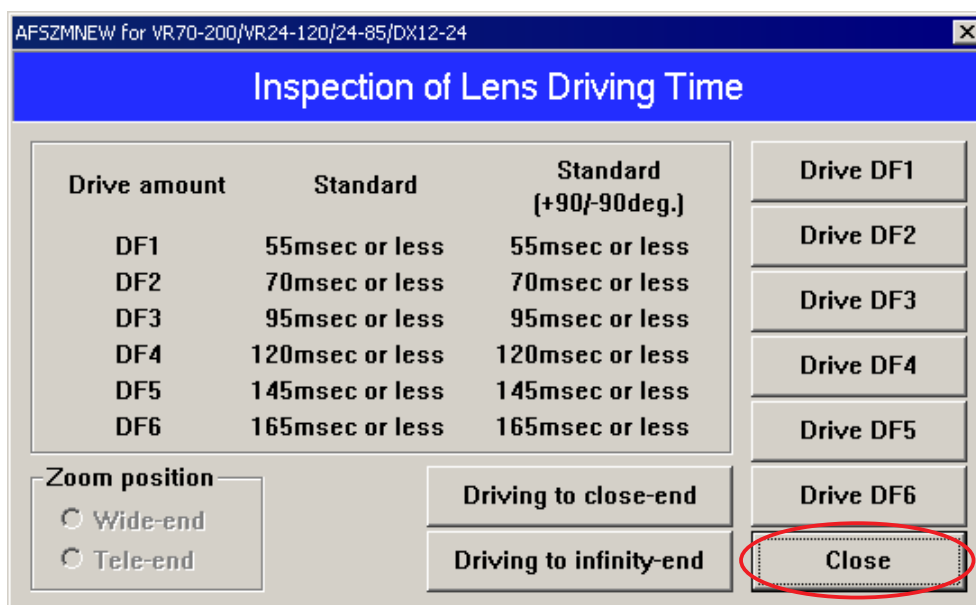 AFSZMNEW for VR70-200/VR24-120/24-85/DX12-24
Inspection of Lens Driving Time
Drive amount Standard Standard (+90/-90deg.)
DF1 55msec or less 55msec or less
DF2 70msec or less 70msec or less
DF3 95msec or less 95msec or less
DF4 120msec or less 120msec or less
DF5 145msec or less 145msec or less
DF6 165msec or less 165msec or less
Drive DF1
Drive DF2
Drive DF3
Drive DF4
Drive DF5
Drive DF6
Zoom position
Wide-end
Tele-end
Driving to close-end
Driving to infinity-end
Close